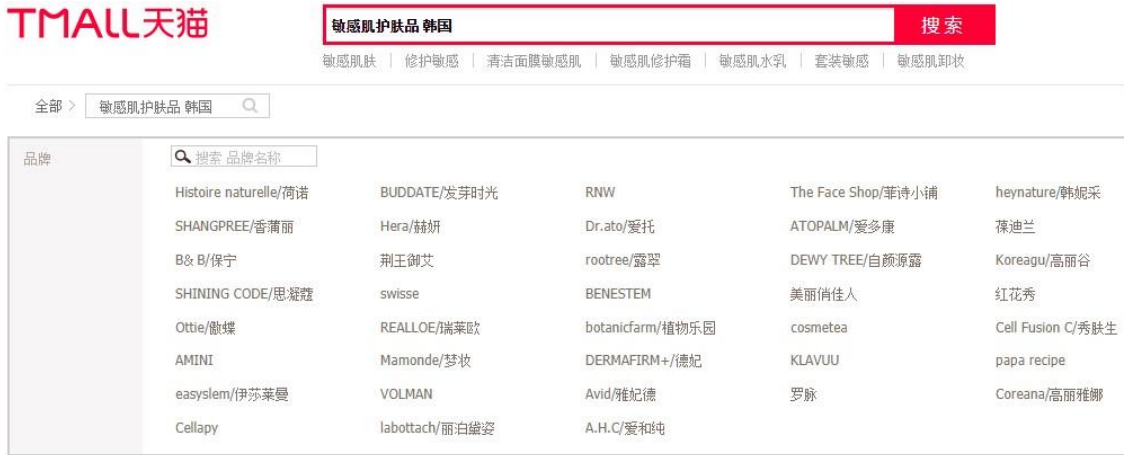 TMALL天猫
敏感肌护肤品 韩国
搜索
敏感肌肤 | 修护敏感 | 清洁面膜敏感肌 | 敏感肌修护霜 | 敏感肌水乳 | 套装敏感 | 敏感肌卸妆
全部 > 敏感肌护肤品 韩国
品牌
搜索 品牌名称
Histoire naturelle/荷诺 BUDDATE/发芽时光 RNW The Face Shop/菲诗小铺 heynature/韩妮采
SHANGPREE/香蒲丽 Hera/赫妍 Dr.ato/爱托 ATOPALM/爱多康 葆迪兰
B& B/保宁 荆王御艾 rootree/露翠 DEWY TREE/自颜源露 Koreagu/高丽谷
SHINING CODE/思凝蔻 swisse BENESTEM 美丽俏佳人 红花秀
Ottie/傲蝶 REALLOE/瑞莱欧 botanicfarm/植物乐园 cosmetea Cell Fusion C/秀肤生
AMINI Mamonde/梦妆 DERMAFIRM+/德妃 KLAVUU papa recipe
easyslem/伊莎莱曼 VOLMAN Avid/雅妃德 罗脉 Coreana/高丽雅娜
Cellapy labottach/丽泊黛姿 A.H.C/爱和纯